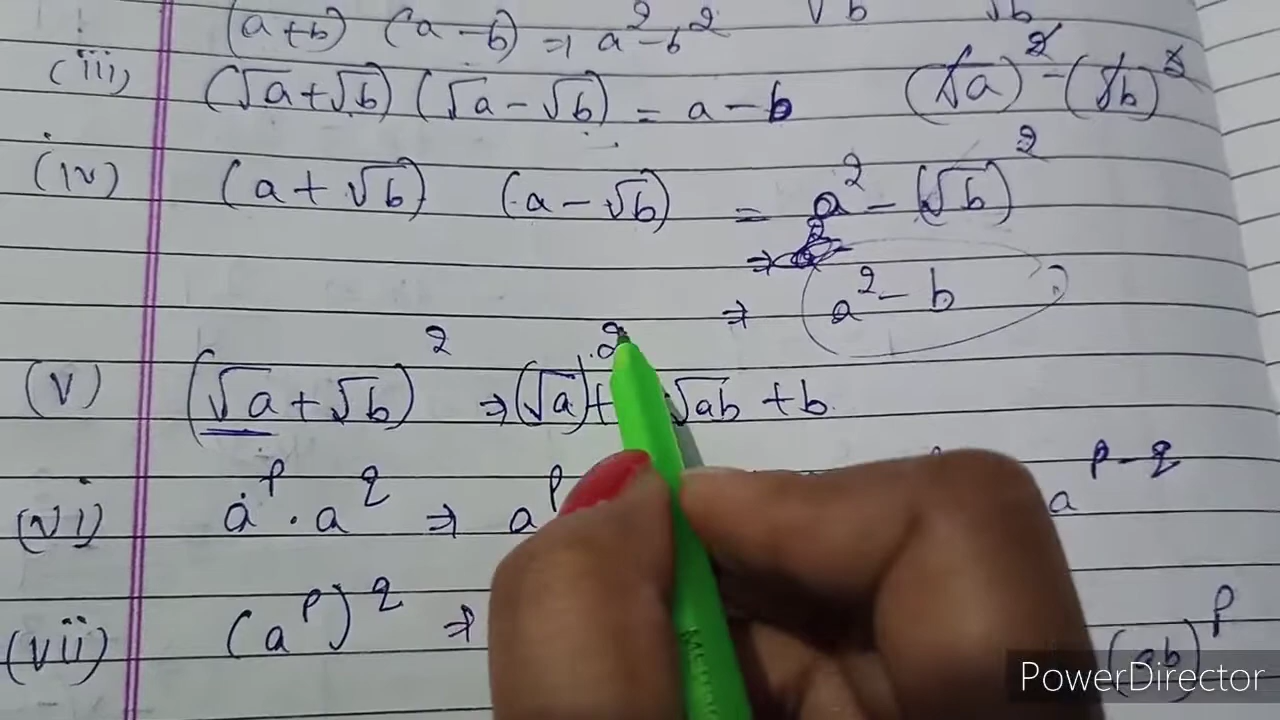 (a+b) (a-b) ⇒ a²-b² √b √b
(iii) (√a+√b) (√a-√b) = a-b (√a)²-(√b)²
(iv) (a+√b) (a-√b) = a²-(√b)²
⇒
⇒ a²-b
(v) (√a+√b)² ⇒ (√a)²+ √ab +b.
(vi) a^p . a^q ⇒ a^p a^p-q
(vii) (a^p)^q ⇒ (ab)^p
PowerDirector